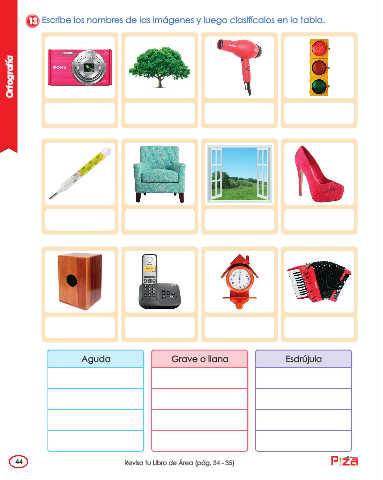 13 Escribe los nombres de las imágenes y luego clasifícalos en la tabla.
Ortografía
Aguda
Grave o llana
Esdrújula
44
Revisa tu Libro de Área (pág. 34 - 35)